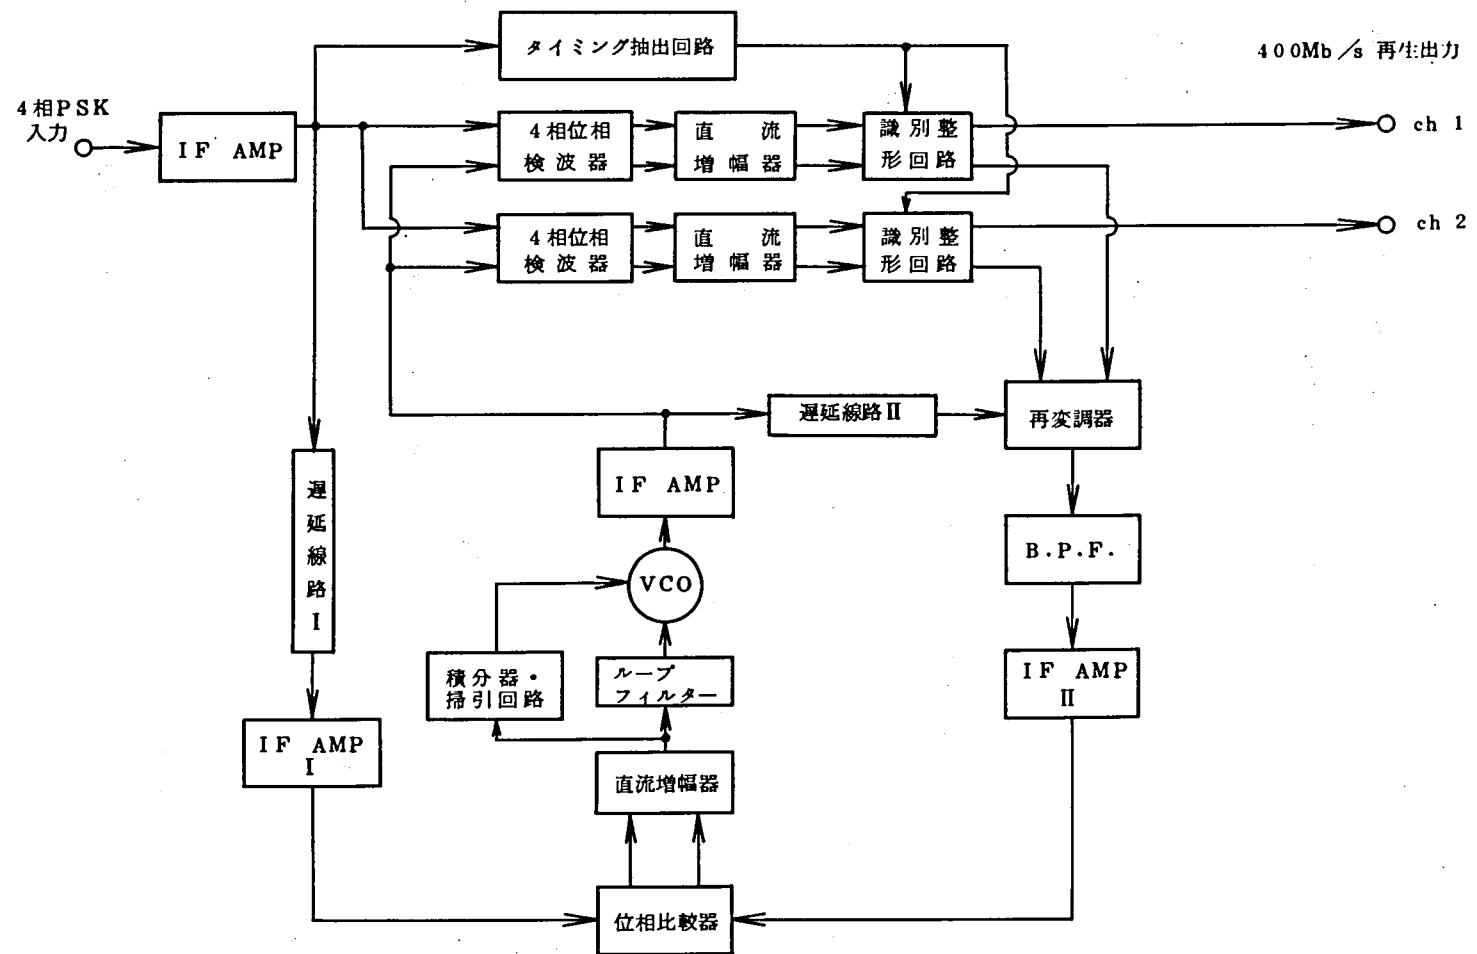 タイミング抽出回路
400Mb/s 再生出力
4相PSK
入力
IF AMP
4相位相
検波器
直流
増幅器
識別整
形回路
ch 1
4相位相
検波器
直流
増幅器
識別整
形回路
ch 2
遅延線路Ⅱ
再変調器
遅延線路Ⅰ
IF AMP
B.P.F.
VCO
積分器・
掃引回路
ループ
フィルター
IF AMP
Ⅱ
IF AMP
Ⅰ
直流増幅器
位相比較器